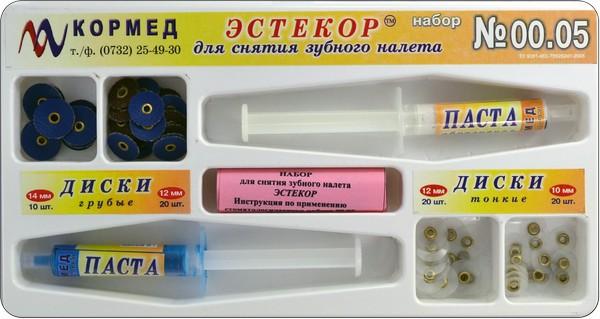 КОРМЕД
т./ф. (0732) 25-49-30
ЭСТЕКОР™
для снятия зубного налета
набор
№00.05
ПАСТА
КОРМЕД
14 мм
10 шт.
ДИСКИ
грубые
12 мм
20 шт.
НАБОР
для снятия зубного налета
ЭСТЕКОР
Инструкция по применению
12 мм
20 шт.
ДИСКИ
тонкие
10 мм
20 шт.
ПАСТА